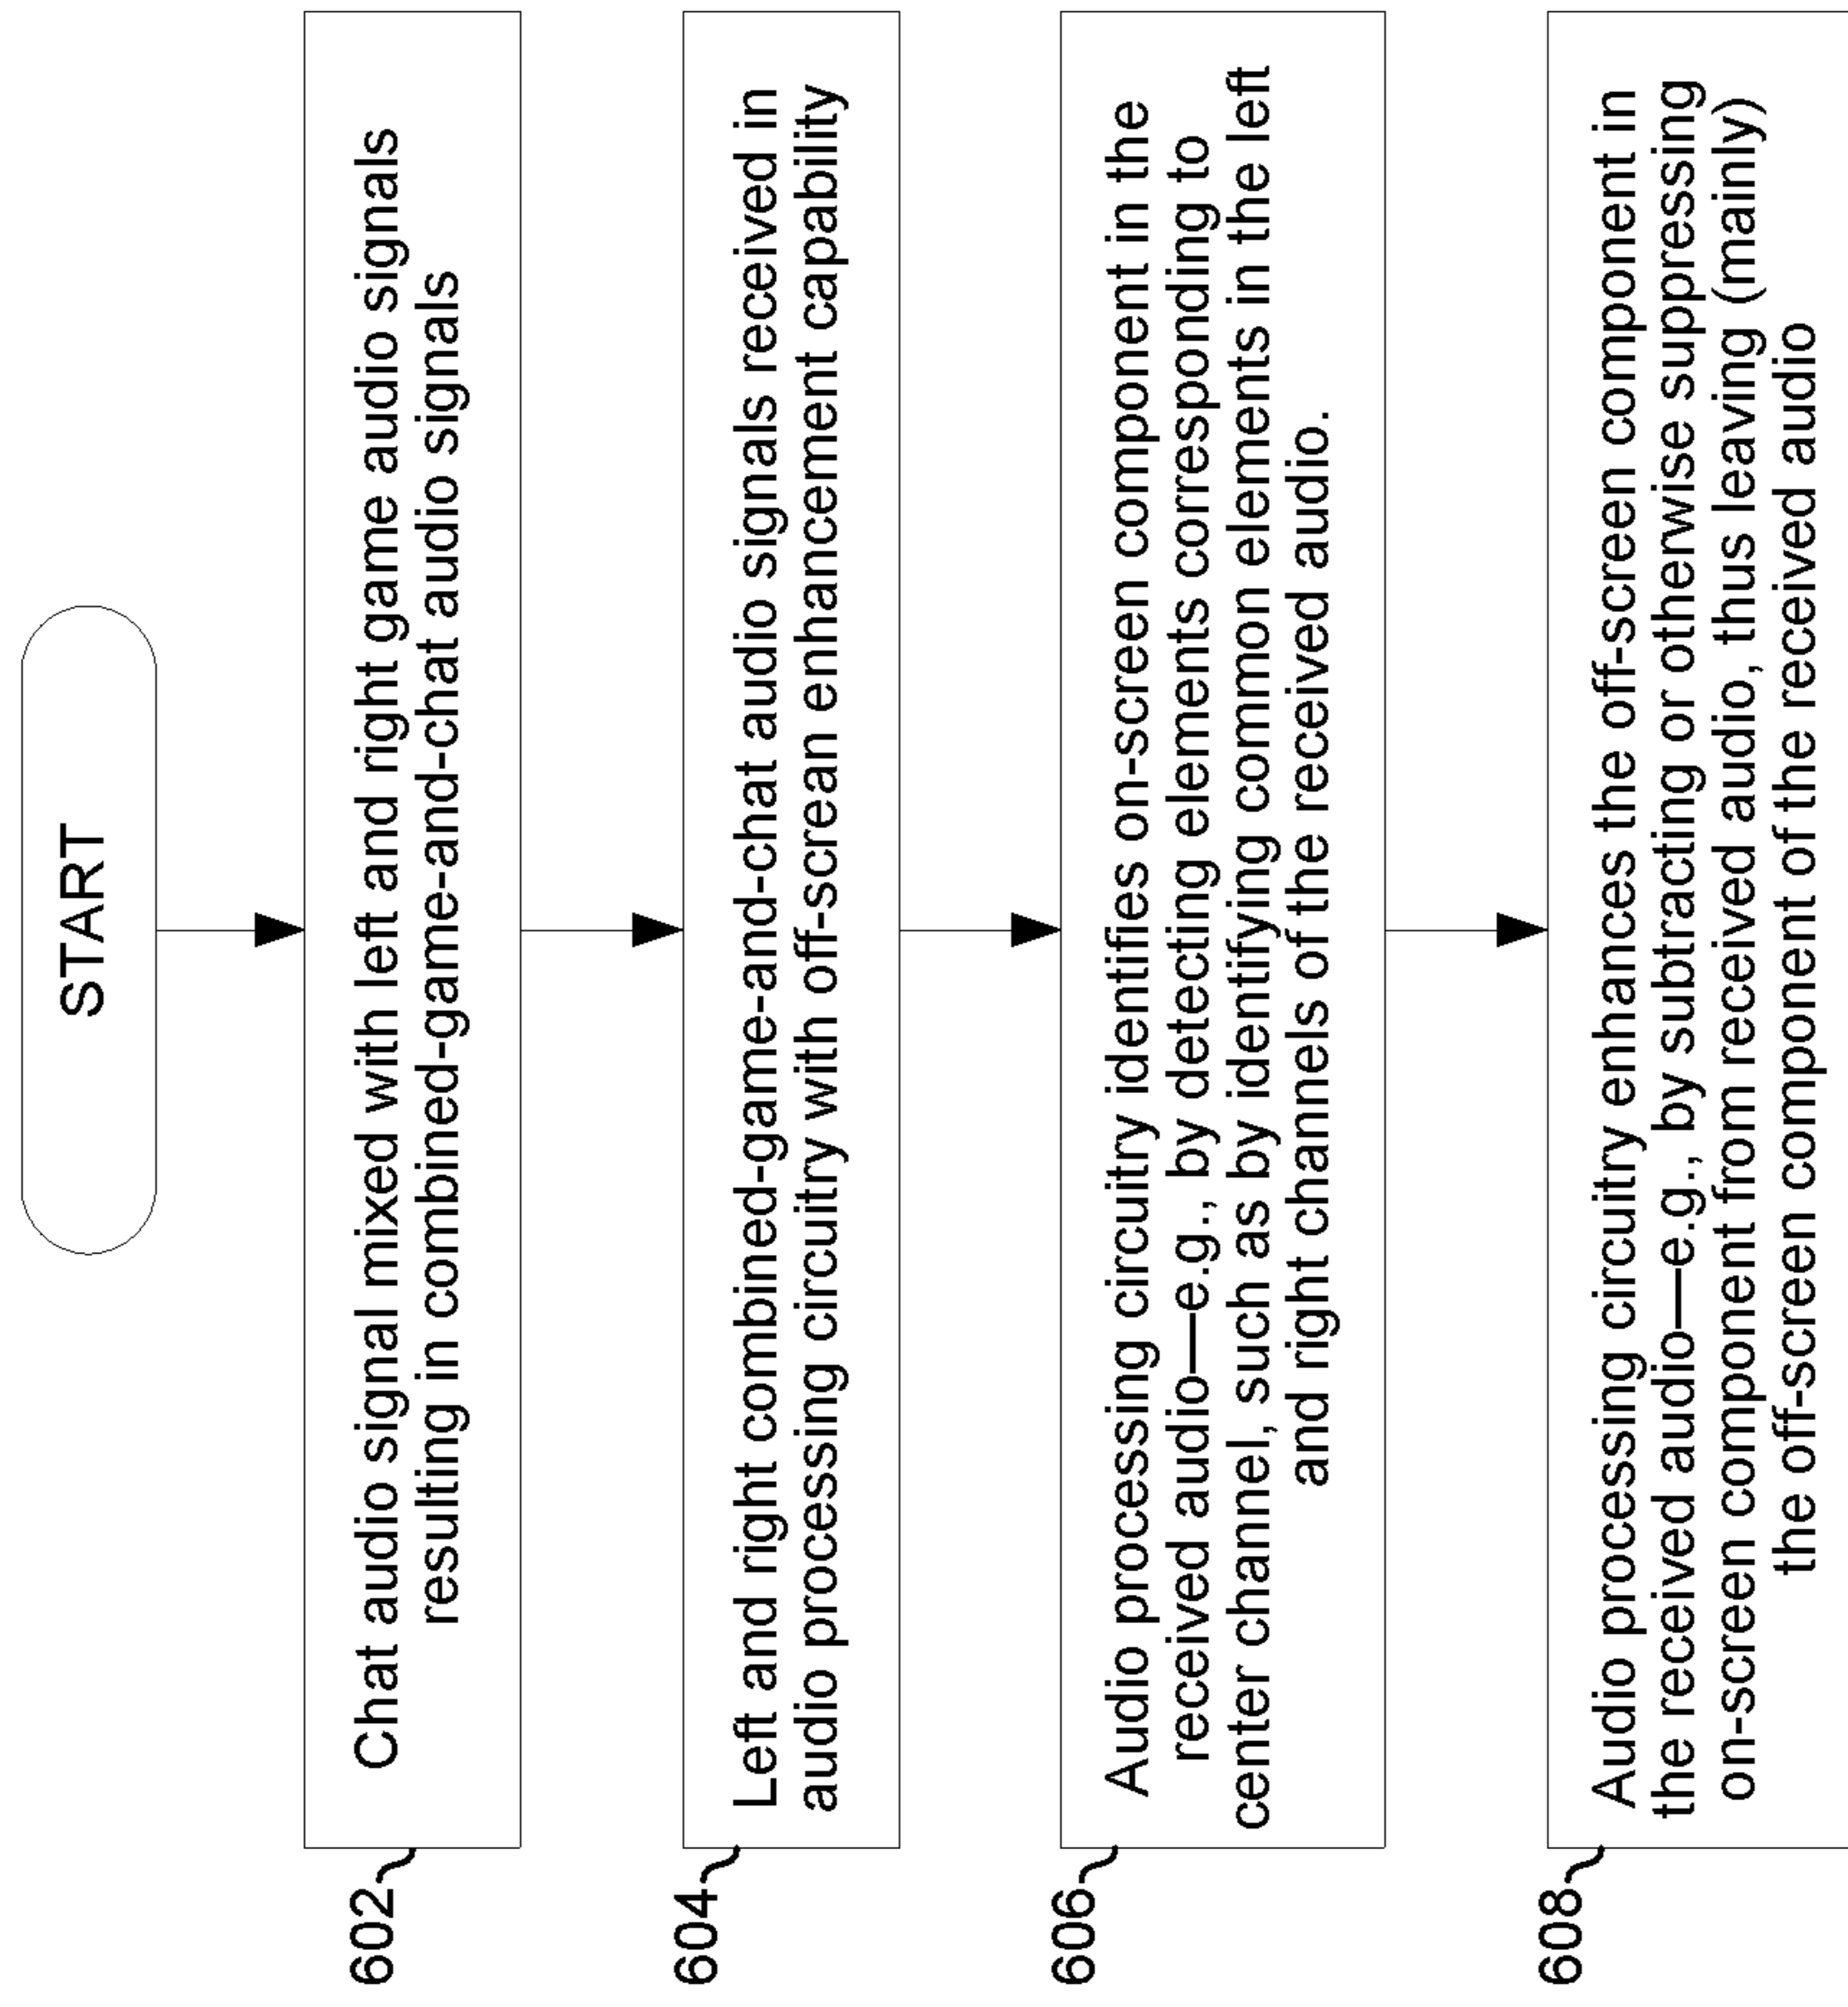 START
602
Chat audio signal mixed with left and right game audio signals
resulting in combined-game-and-chat audio signals
604
Left and right combined-game-and-chat audio signals received in
audio processing circuitry with off-screan enhancement capability
606
Audio processing circuitry identifies on-screen component in the
received audio—e.g., by detecting elements corresponding to
center channel, such as by identifying common elements in the left
and right channels of the received audio.
608
Audio processing circuitry enhances the off-screen component in
the received audio—e.g., by subtracting or otherwise suppressing
on-screen component from received audio, thus leaving (mainly)
the off-screen component of the received audio